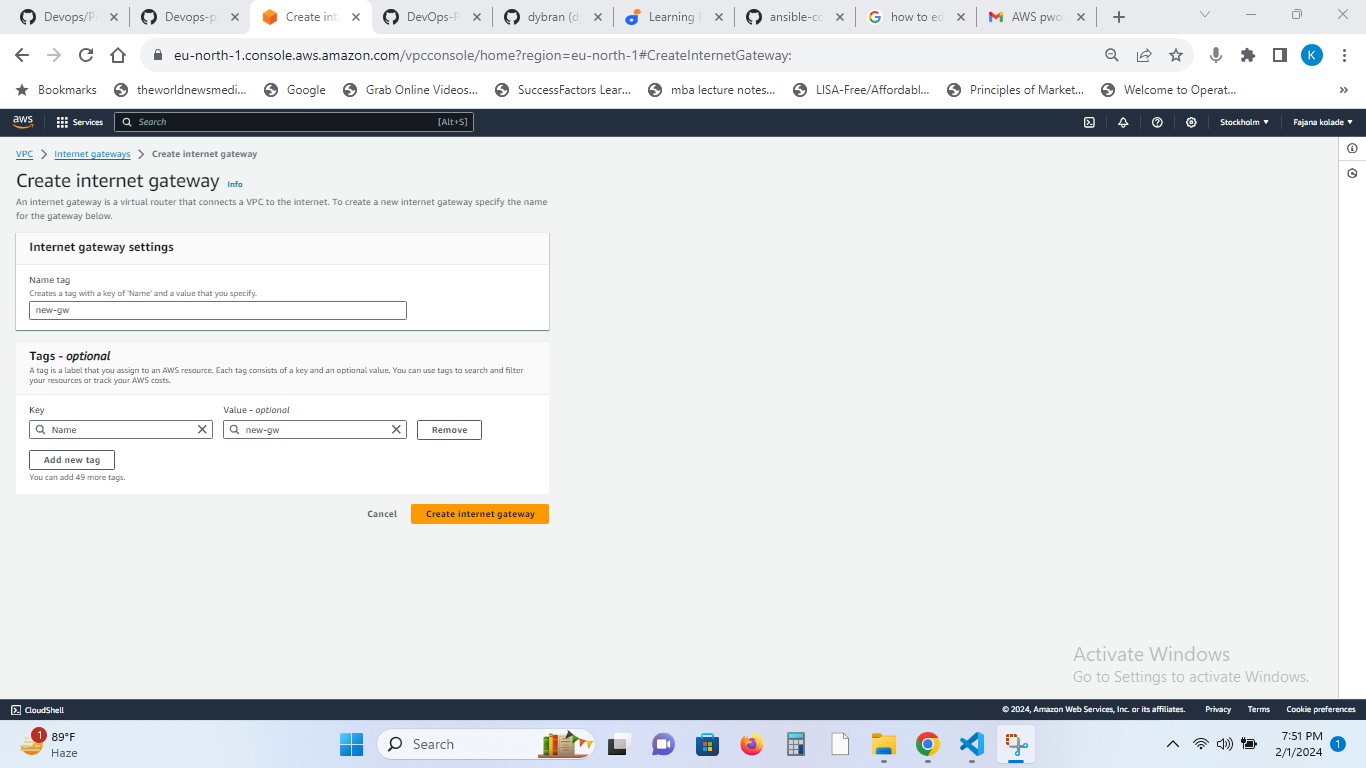 Devops/P
Devops-p
Create int
DevOps-P
dybran (d
Learning
ansible-co
how to ed
AWS pwo
eu-north-1.console.aws.amazon.com/vpcconsole/home?region=eu-north-1#CreateInternetGateway:
K
Bookmarks
theworldnewsmedi...
Google
Grab Online Videos...
SuccessFactors Lear...
mba lecture notes...
LISA-Free/Affordabl...
Principles of Market...
Welcome to Operat...
»
aws
Services
Search
[Alt+S]
Stockholm
Fajana kolade
VPC
Internet gateways
Create internet gateway
Create internet gateway Info
An internet gateway is a virtual router that connects a VPC to the internet. To create a new internet gateway specify the name
for the gateway below.
Internet gateway settings
Name tag
Creates a tag with a key of 'Name' and a value that you specify.
new-gw
Tags - optional
A tag is a label that you assign to an AWS resource. Each tag consists of a key and an optional value. You can use tags to search and filter
your resources or track your AWS costs.
Key
Value - optional
Name
new-gw
Remove
Add new tag
You can add 49 more tags.
Cancel
Create internet gateway
Activate Windows
Go to Settings to activate Windows.
CloudShell
© 2024, Amazon Web Services, Inc. or its affiliates.
Privacy
Terms
Cookie preferences
1
89°F
Haze
Search
7:51 PM
2/1/2024
1